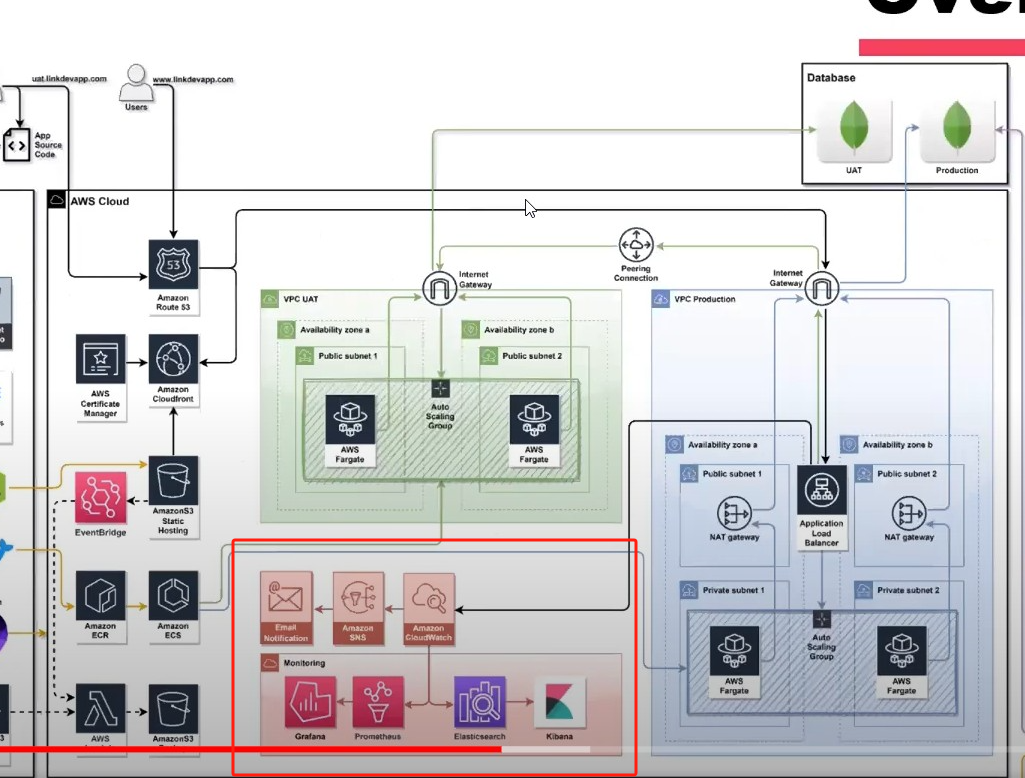 uat.linkdevapp.com
www.linkdevapp.com
Users
App
Source
Code
Database
UAT
Production
AWS Cloud
53
Amazon
Route 53
Peering
Connection
Internet
Gateway
Internet
Gateway
VPC UAT
VPC Production
Availability zone a
Availability zone b
Public subnet 1
Public subnet 2
AWS
Certificate
Manager
Amazon
Cloudfront
Auto
Scaling
Group
AWS
Fargate
AWS
Fargate
Availability zone a
Availability zone b
Public subnet 1
Public subnet 2
EventBridge
AmazonS3
Static
Hosting
NAT gateway
Application
Load
Balancer
NAT gateway
Amazon
ECR
Amazon
ECS
Email
Notification
Amazon
SNS
Amazon
CloudWatch
Private subnet 1
Private subnet 2
Auto
Scaling
Group
AWS
Fargate
AWS
Fargate
Monitoring
Grafana
Prometheus
Elasticsearch
Kibana
AWS
AmazonS3